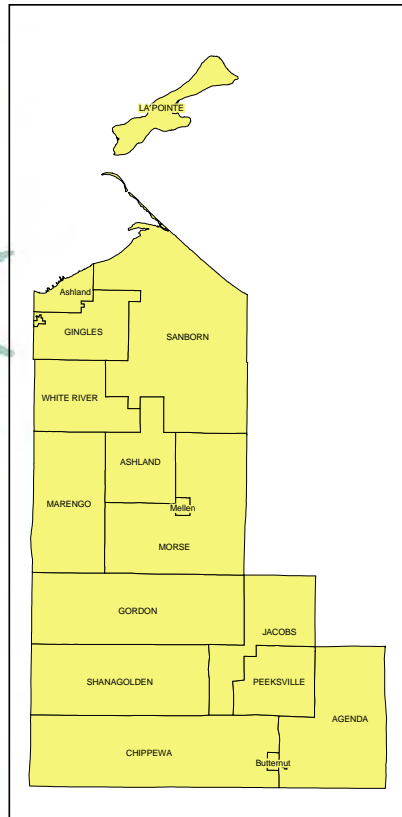 LA POINTE
Ashland
GINGLES
SANBORN
WHITE RIVER
ASHLAND
MARENGO
Mellen
MORSE
GORDON
JACOBS
SHANAGOLDEN
PEEKSVILLE
AGENDA
CHIPPEWA
Butternut